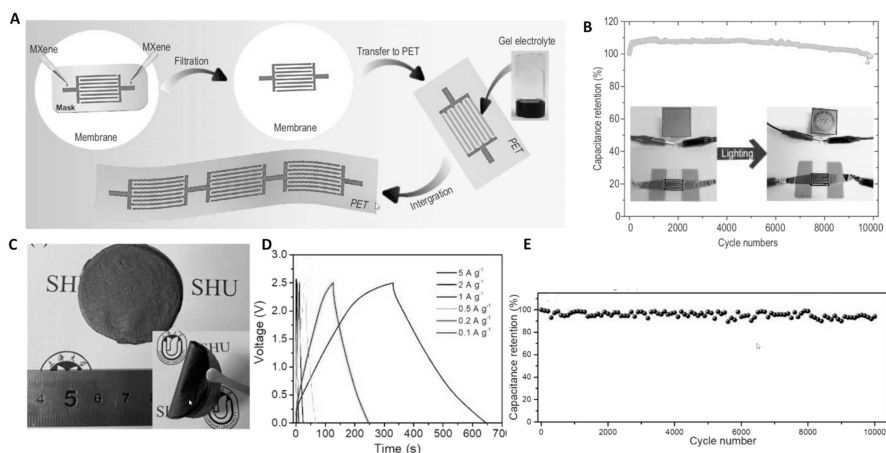 A
MXene
MXene
Mask
Membrane
Filtration
Membrane
Transfer to PET
Gel electrolyte
PET
Intergration
PET
B
Capacitance retention (%)
120
100
80
60
40
20
0
Lighting
0
2000
4000
6000
8000
10000
Cycle numbers
C
SHU
SHU
SHU
4
5
6
7
D
Voltage (V)
3.0
2.5
2.0
1.5
1.0
0.5
0.0
5 A g⁻¹
2 A g⁻¹
1 A g⁻¹
0.5 A g⁻¹
0.2 A g⁻¹
0.1 A g⁻¹
0 100 200 300 400 500 600 700
Time (s)
E
Capacitance retention (%)
100
80
60
40
20
0
0
2000
4000
6000
8000
10000
Cycle number